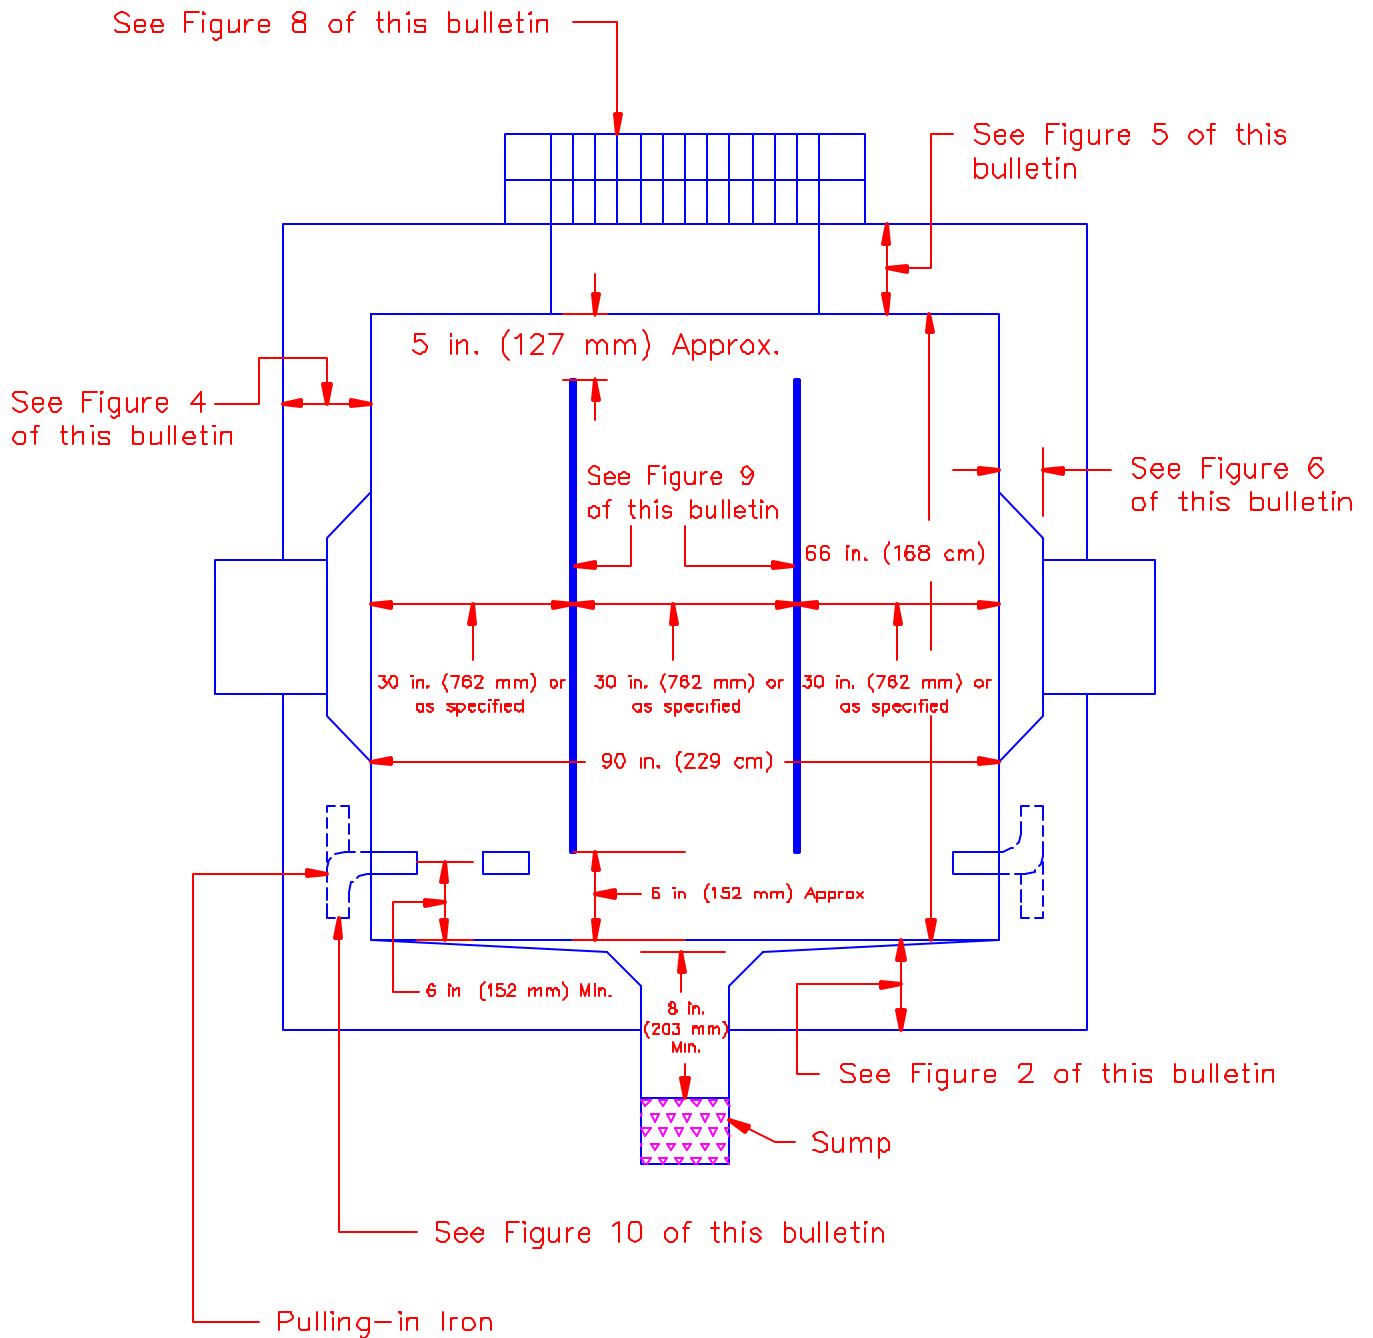 See Figure 8 of this bulletin
See Figure 5 of this
bulletin
5 in. (127 mm) Approx.
See Figure 4
of this bulletin
See Figure 9
of this bulletin
See Figure 6
of this bulletin
66 in. (168 cm)
30 in. (762 mm) or
as specified
30 in. (762 mm) or
as specified
30 in. (762 mm) or
as specified
90 in. (229 cm)
6 in (152 mm) Approx
6 in (152 mm) Min.
8 in.
(203 mm)
Min.
See Figure 2 of this bulletin
Sump
See Figure 10 of this bulletin
Pulling-in Iron